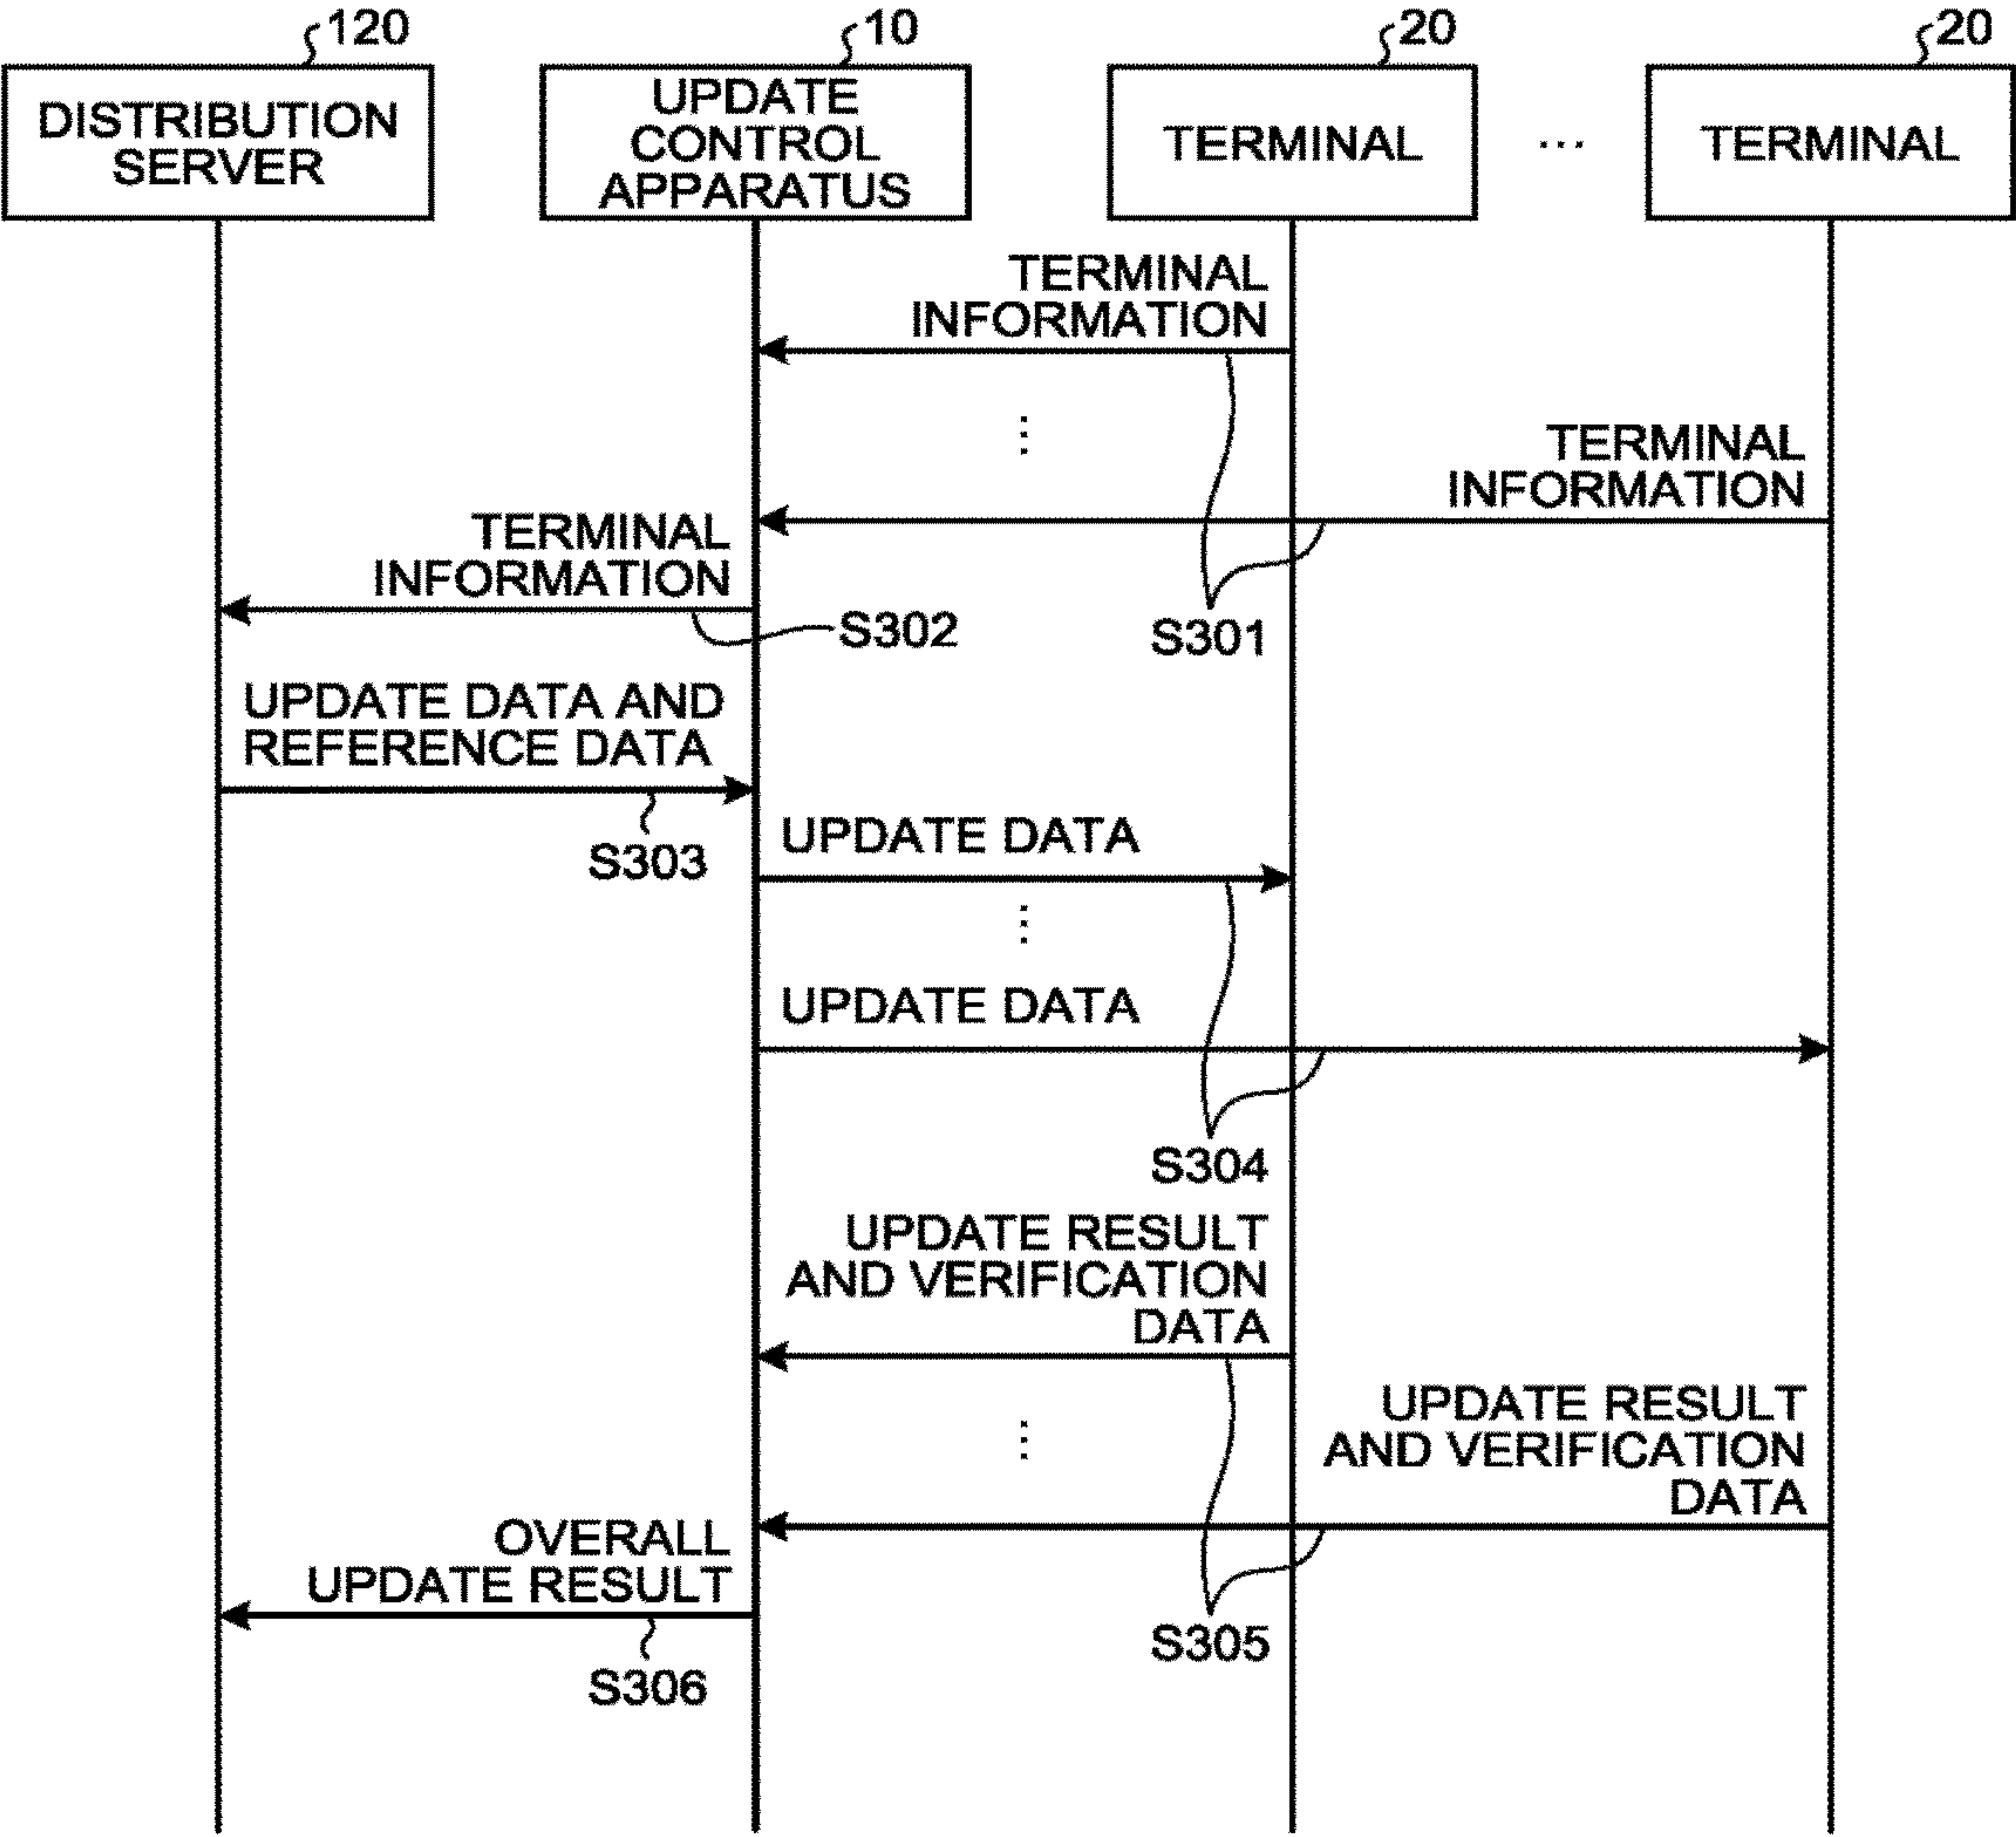 120
10
20
20
DISTRIBUTION
SERVER
UPDATE
CONTROL
APPARATUS
TERMINAL
...
TERMINAL
TERMINAL
INFORMATION
...
TERMINAL
INFORMATION
TERMINAL
INFORMATION
S302
S301
UPDATE DATA AND
REFERENCE DATA
S303
UPDATE DATA
...
UPDATE DATA
S304
UPDATE RESULT
AND VERIFICATION
DATA
...
UPDATE RESULT
AND VERIFICATION
DATA
OVERALL
UPDATE RESULT
S305
S306